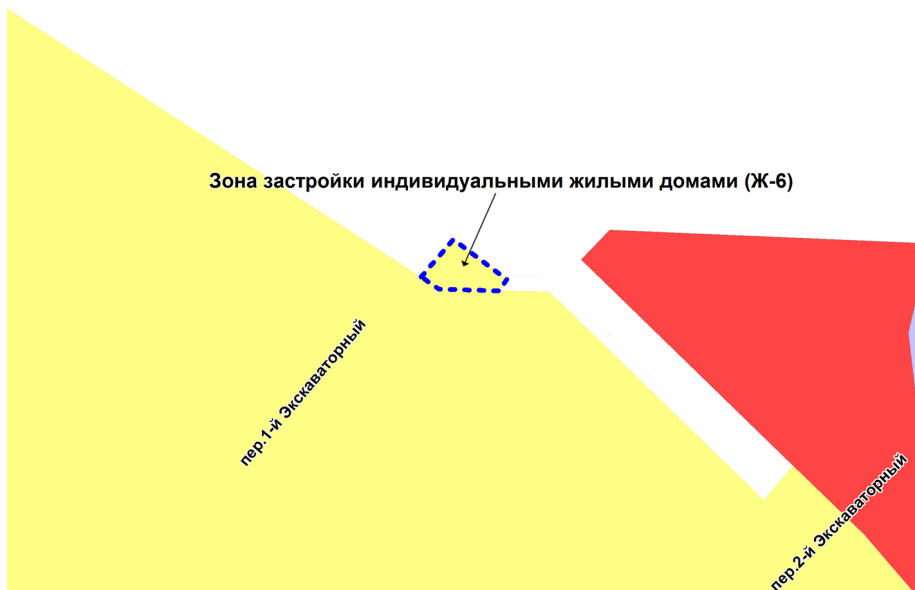 Зона застройки индивидуальными жилыми домами (Ж-6)
пер.1-й Экскаваторный
пер.2-й Экскаваторный